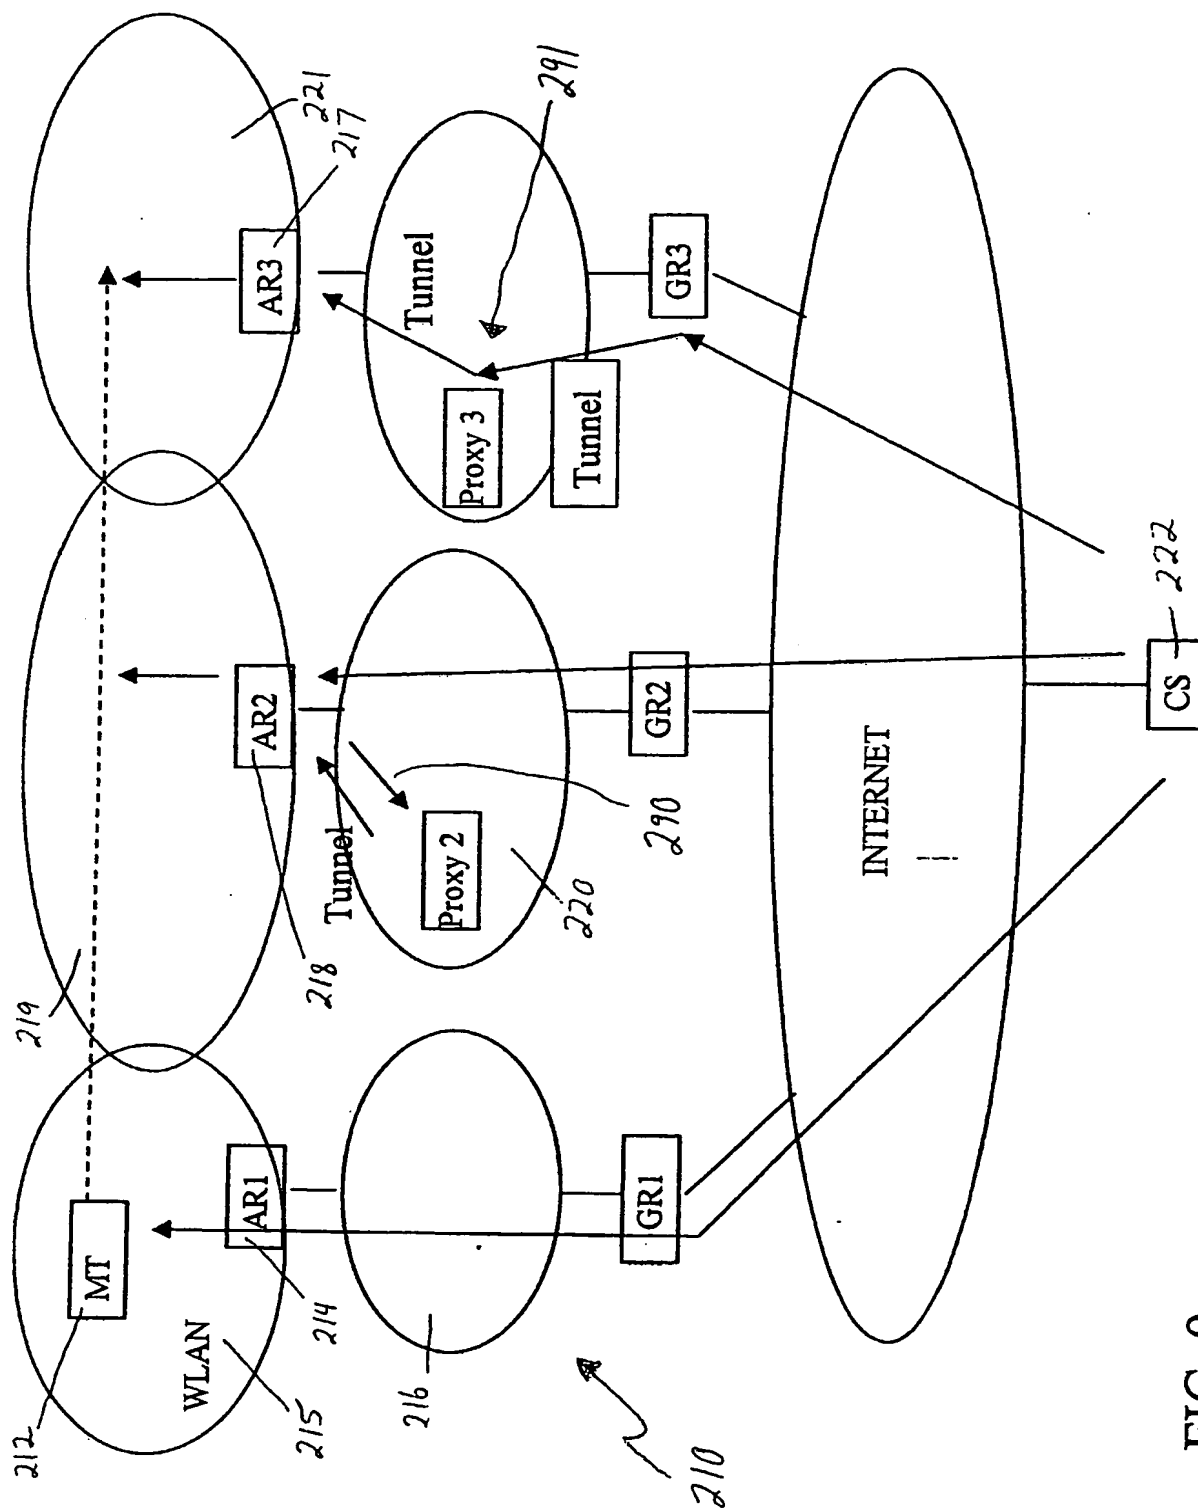 212
219
MT
WLAN
AR1
AR2
AR3
221
217
215
214
218
Tunnel
Tunnel
216
Proxy 2
Proxy 3
291
220
Tunnel
GR1
290
GR2
GR3
210
INTERNET
CS
222
FIG.